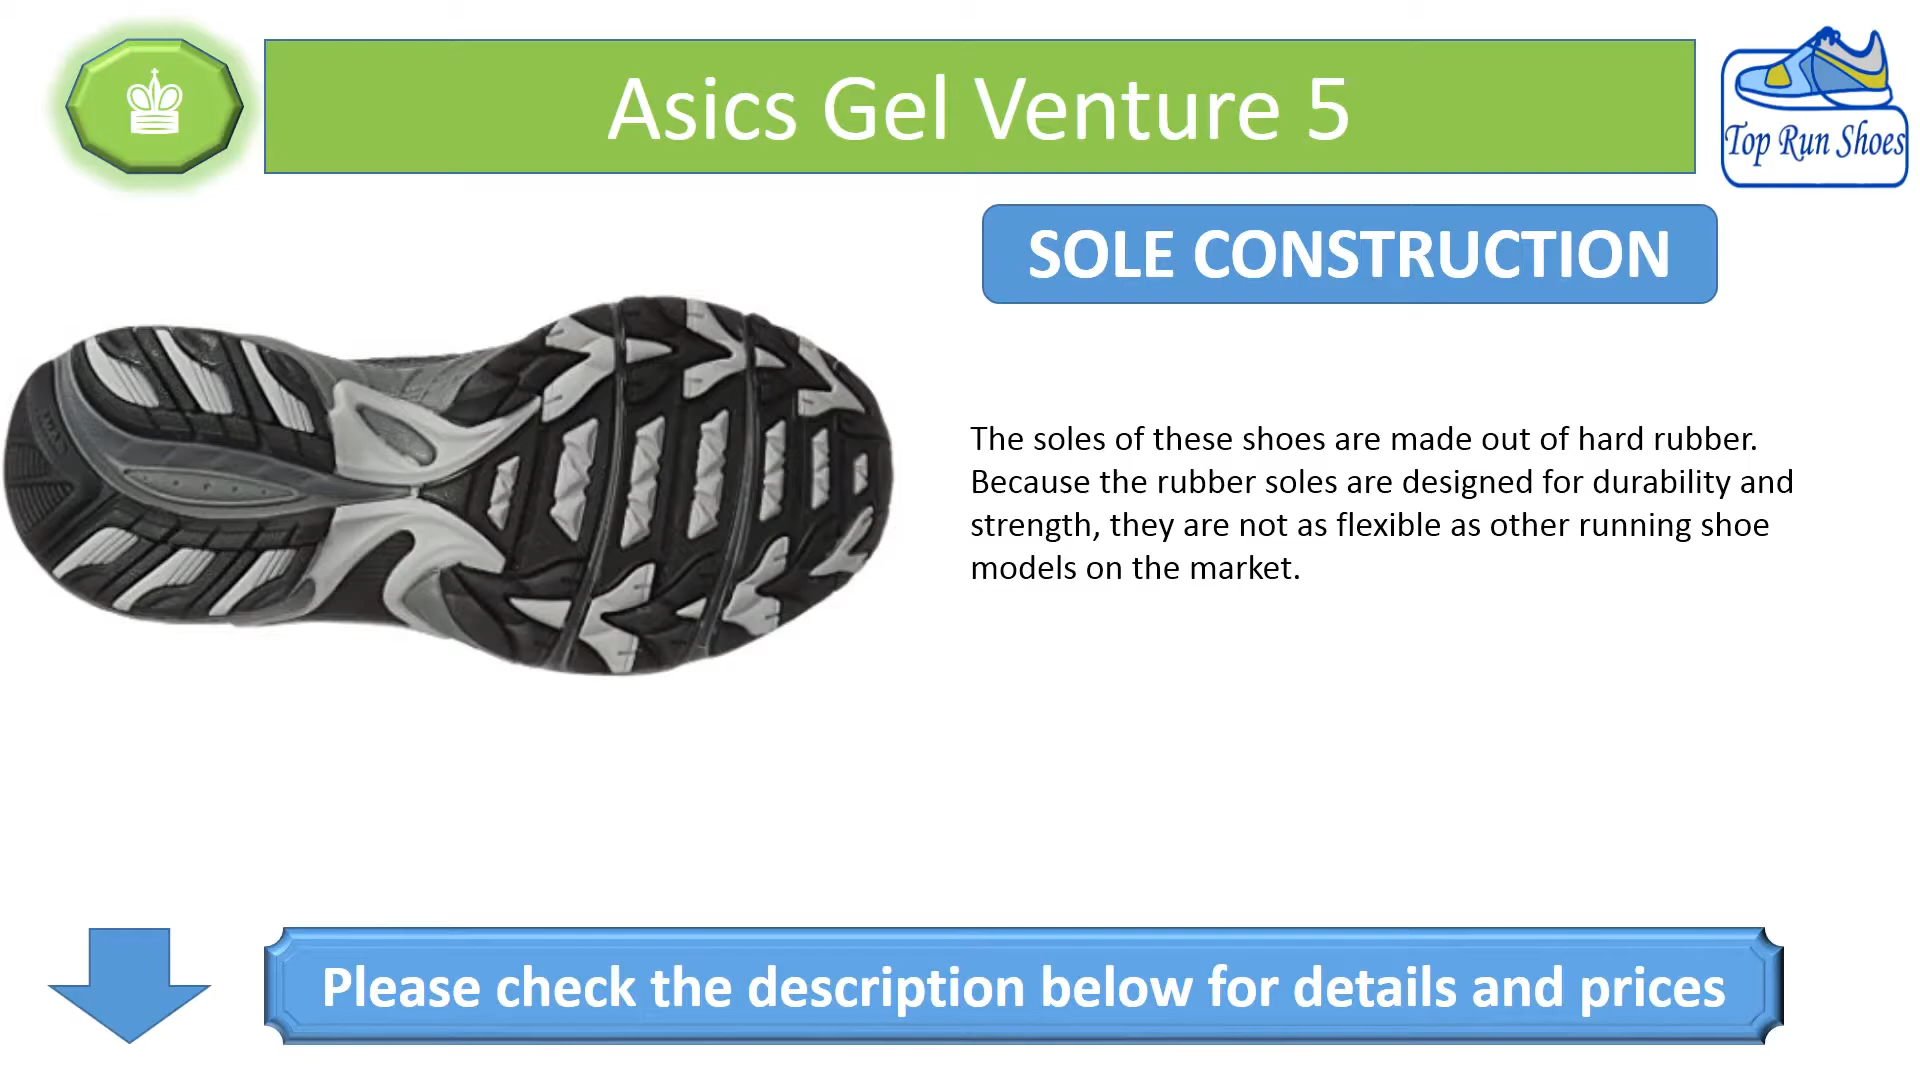 Asics Gel Venture 5
Top Run Shoes
SOLE CONSTRUCTION
The soles of these shoes are made out of hard rubber.
Because the rubber soles are designed for durability and
strength, they are not as flexible as other running shoe
models on the market.
Please check the description below for details and prices